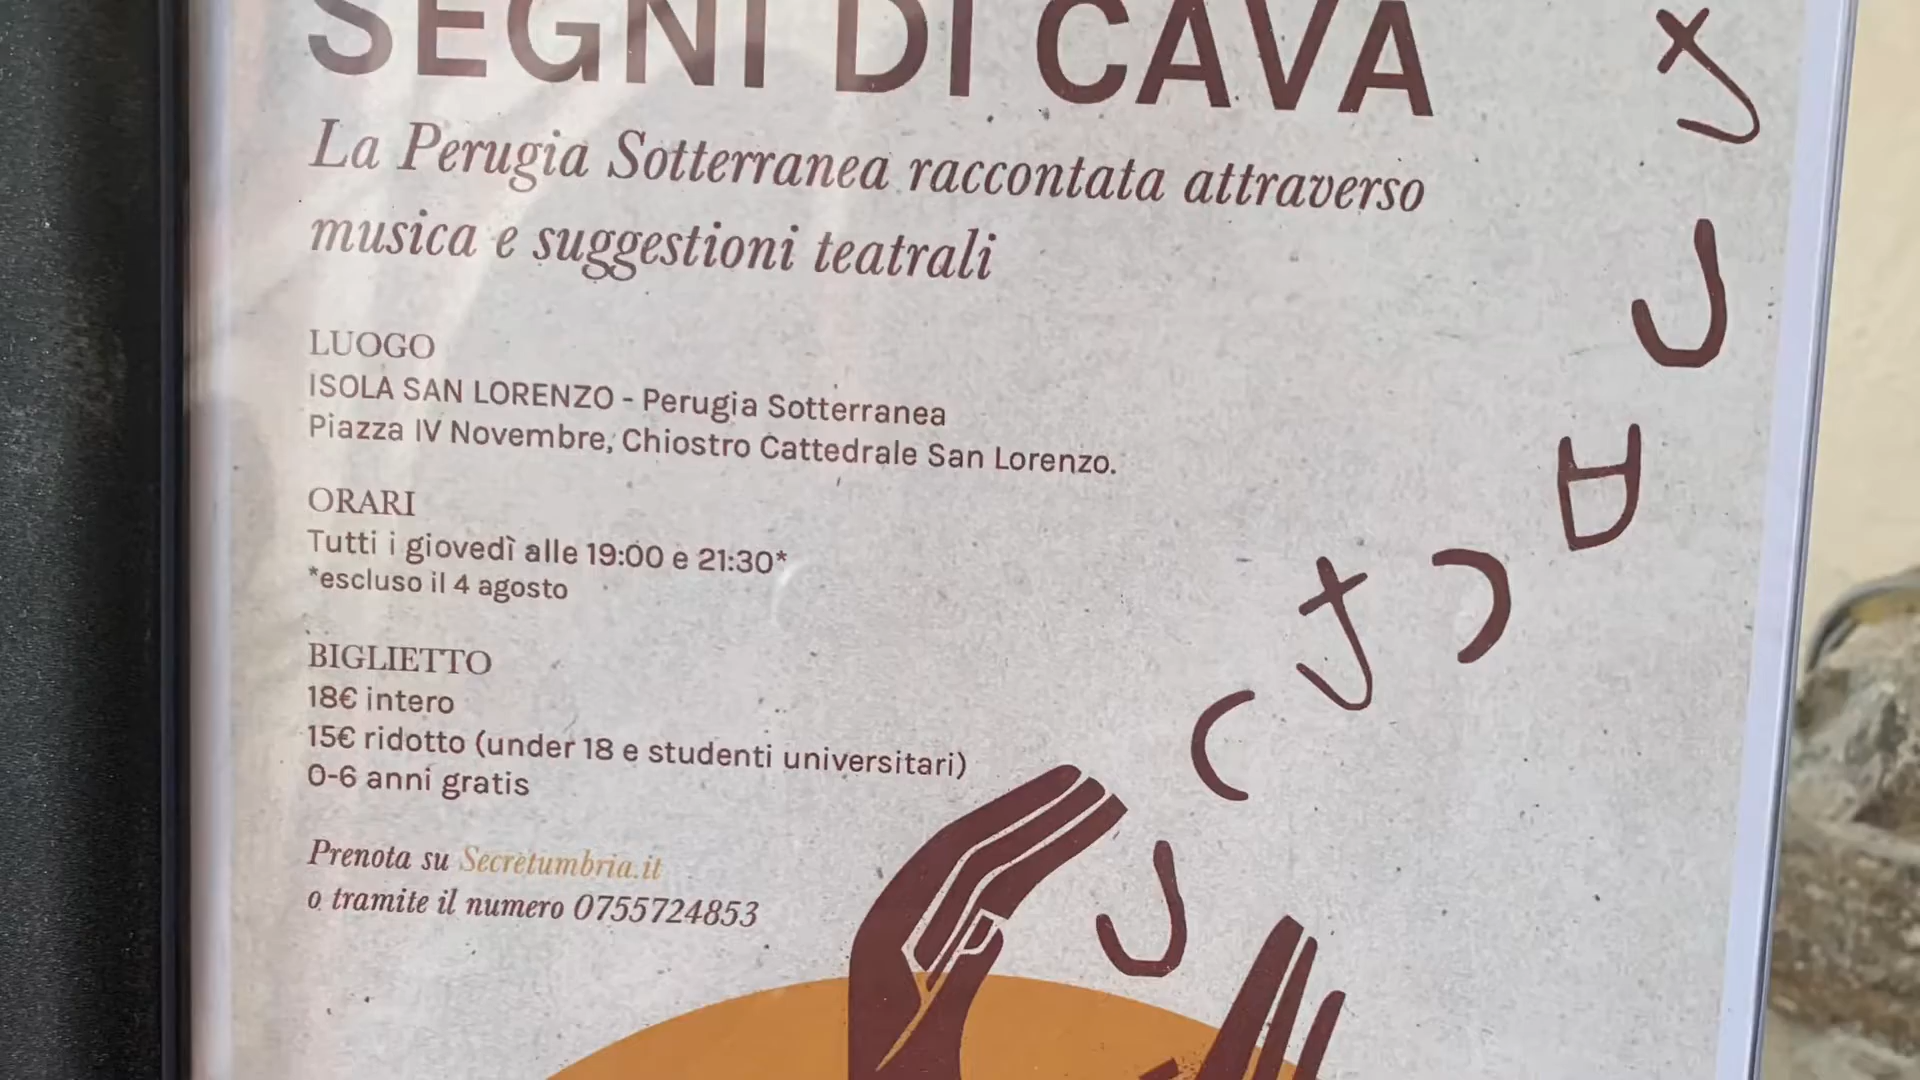 SEGNI DI CAVA
La Perugia Sotterranea raccontata attraverso
musica e suggestioni teatrali
LUOGO
ISOLA SAN LORENZO - Perugia Sotterranea
Piazza IV Novembre, Chiostro Cattedrale San Lorenzo.
ORARI
Tutti i giovedì alle 19:00 e 21:30*
*escluso il 4 agosto
BIGLIETTO
18€ intero
15€ ridotto (under 18 e studenti universitari)
0-6 anni gratis
Prenota su Secretumbria.it
o tramite il numero 0755724853